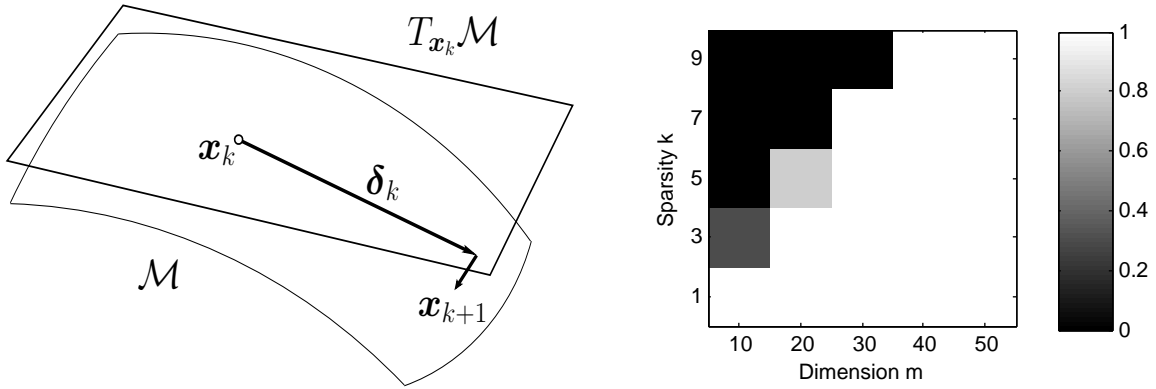 T_{x_k}ℳ
x_k
δ_k
ℳ
x_{k+1}
Sparsity k
9
7
5
3
1
10 20 30 40 50
Dimension m
1
0.8
0.6
0.4
0.2
0